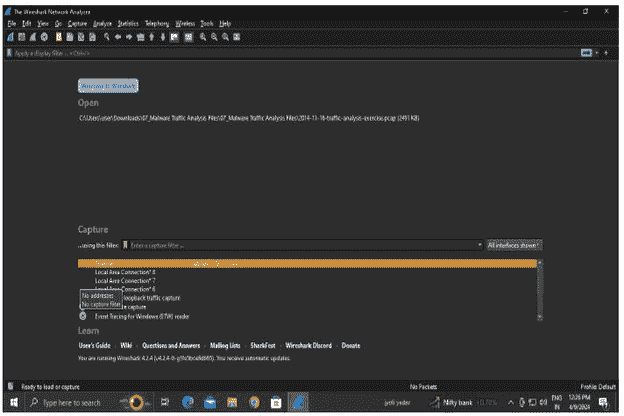 The Wireshark Network Analyzer
File Edit View Go Capture Analyze Statistics Telephony Wireless Tools Help
Apply a display filter ... <Ctrl-/>
Welcome to Wireshark
Open
C:\Users\user\Downloads\07_Malware Traffic Analysis Files\07_Malware Traffic Analysis Files\2014-11-16-traffic-analysis-exercise.pcap (2491 KB)
Capture
...using this filter: Enter a capture filter ... All interfaces shown
Local Area Connection* 8
Local Area Connection* 7
Local Area Connection* 6
No addresses
loopback traffic capture
No capture filter
capture
Event Tracing for Windows (ETW) reader
Learn
User's Guide · Wiki · Questions and Answers · Mailing Lists · SharkFest · Wireshark Discord · Donate
You are running Wireshark 4.2.4 You receive automatic updates.
Ready to load or capture No Packets Profile: Default
Type here to search Nifty bank ENG 12:26 PM
IN 4/9/2024